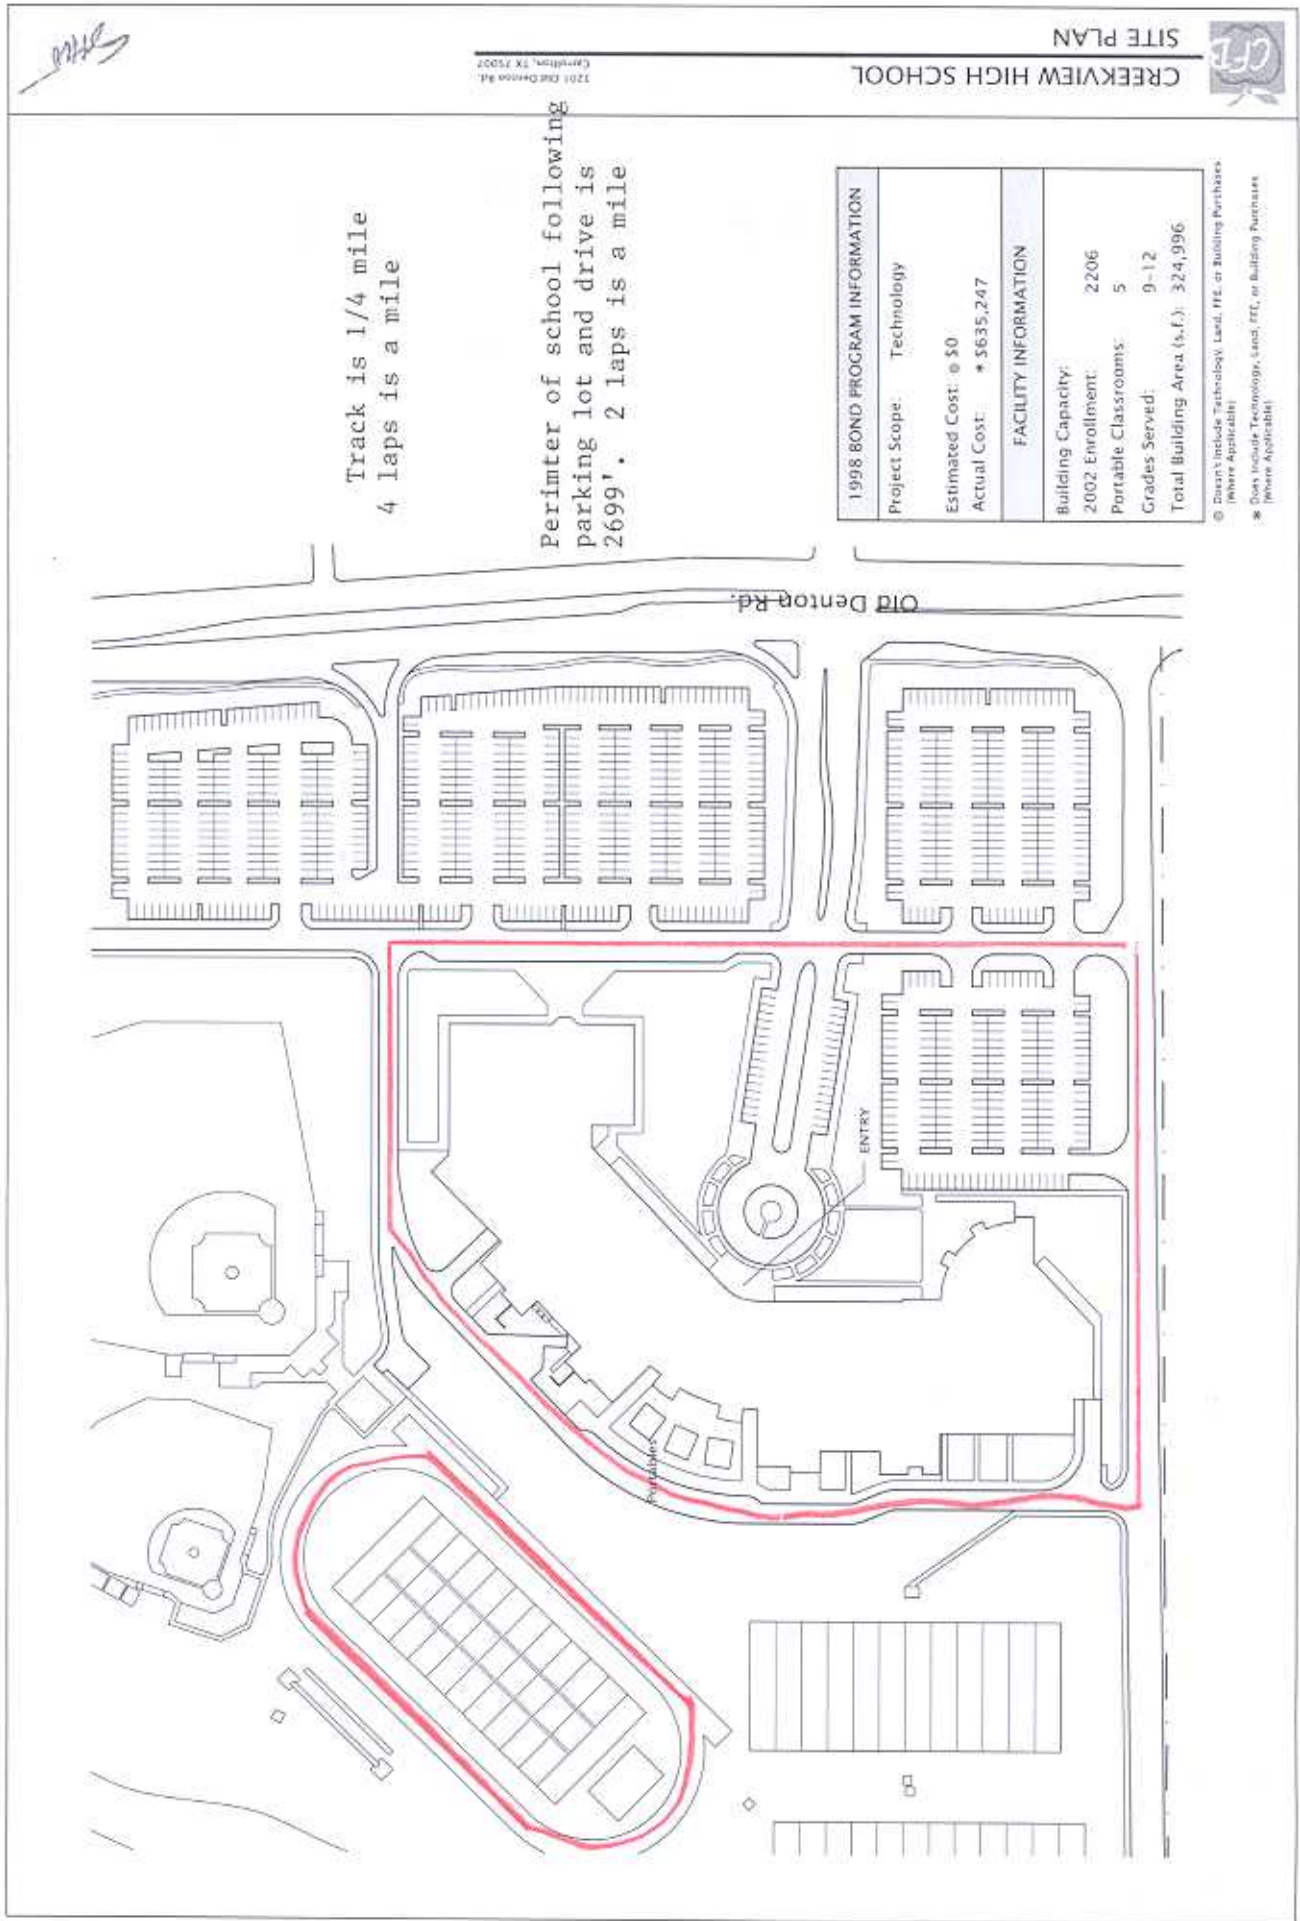 CREEKVIEW HIGH SCHOOL
SITE PLAN
3201 Old Denton Rd.
Carrollton, TX 75007
CFB
Track is 1/4 mile
4 laps is a mile
Perimter of school following
parking lot and drive is
2699'. 2 laps is a mile
1998 BOND PROGRAM INFORMATION
Project Scope: Technology
Estimated Cost: ⊙ $0
Actual Cost: * $635,247
FACILITY INFORMATION
Building Capacity:
2002 Enrollment: 2206
Portable Classrooms: 5
Grades Served: 9-12
Total Building Area (s.f.): 324,996
⊙ Doesn't Include Technology, Land, FFE, or Building Purchases
(Where Applicable)
* Does Include Technology, Land, FFE, or Building Purchases
(Where Applicable)
Old Denton Rd.
ENTRY
Portables